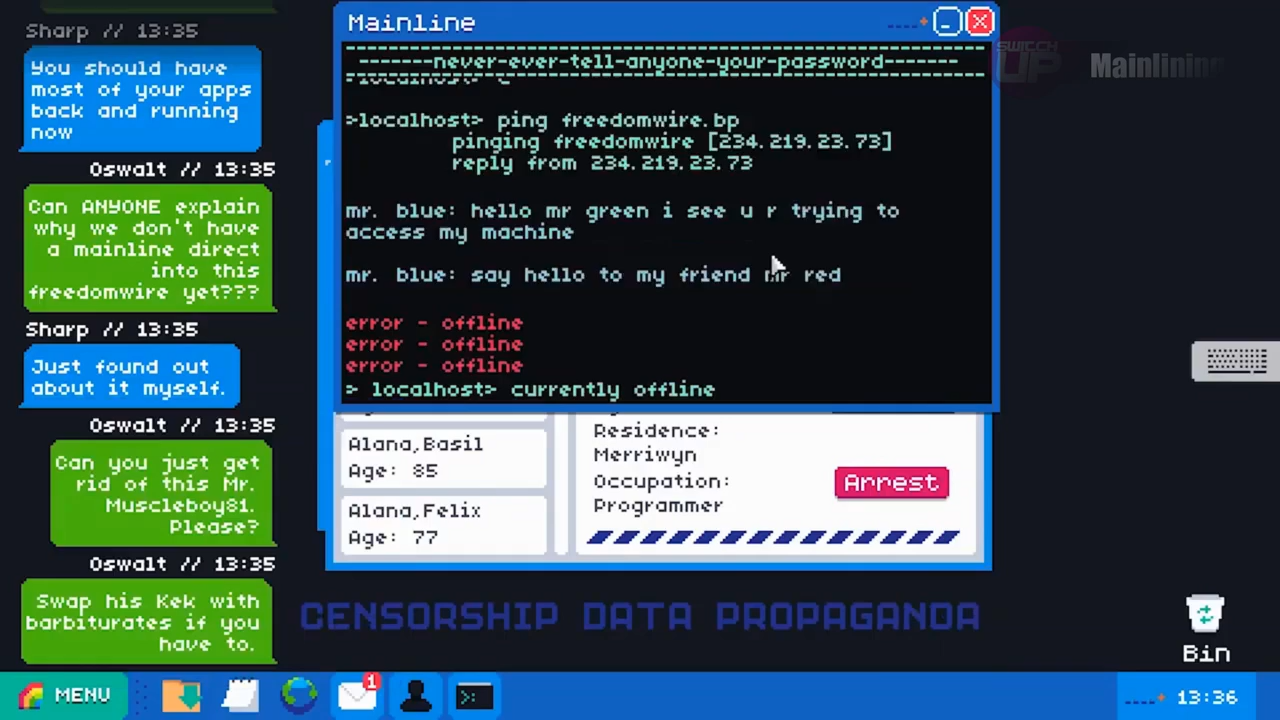 Sharp // 13:35
You should have
most of your apps
back and running
now
Oswalt // 13:35
Can ANYONE explain
why we don't have
a mainline direct
into this
freedomwire yet???
Sharp // 13:35
Just found out
about it myself.
Oswalt // 13:35
Can you just get
rid of this Mr.
Muscleboy81.
Please?
Oswalt // 13:35
Swap his Kek with
barbiturates if you
have to.
Mainline
-------never-ever-tell-anyone-your-password-------
>localhost> ping freedomwire.bp
pinging freedomwire [234.219.23.73]
reply from 234.219.23.73
mr. blue: hello mr green i see u r trying to
access my machine
mr. blue: say hello to my friend mr red
error - offline
error - offline
error - offline
> localhost> currently offline
Alana,Basil
Age: 85
Alana,Felix
Age: 77
Residence:
Merriwyn
Occupation:
Programmer
Arrest
CENSORSHIP DATA PROPAGANDA
SWITCH
UP
Mainlining
Bin
MENU
1
13:36